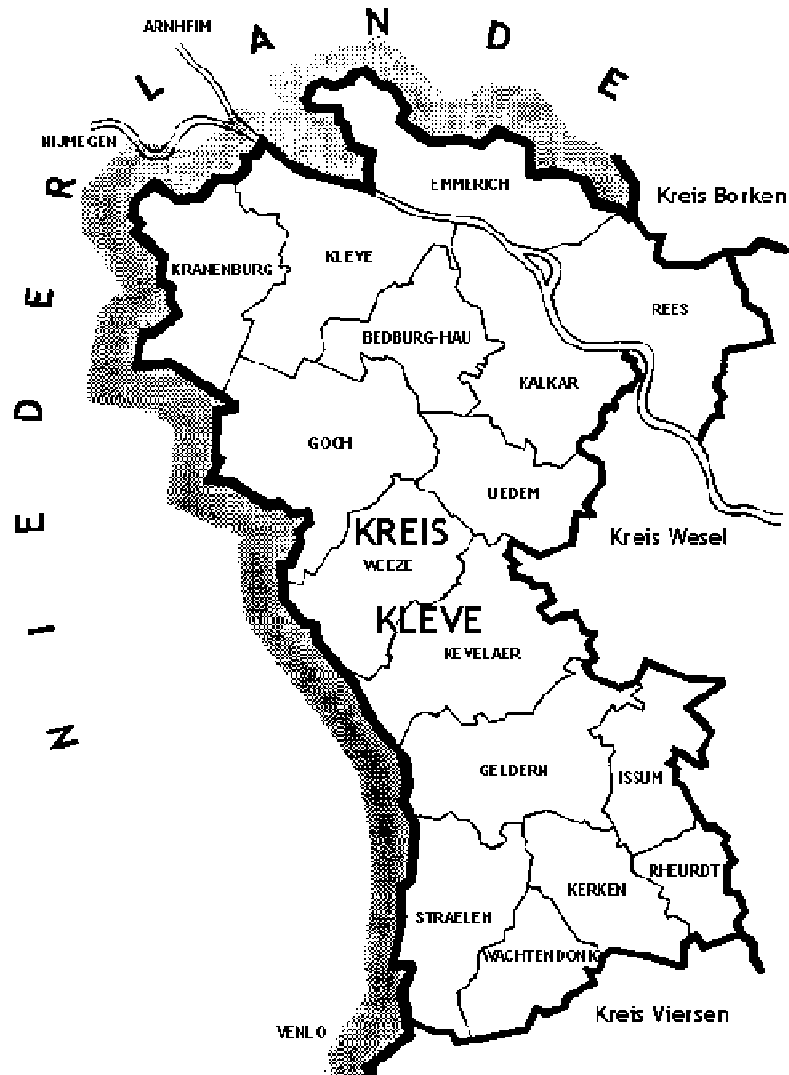 ARNHEIM
NIJMEGEN
NIEDERLANDE
EMMERICH
Kreis Borken
KRANENBURG
KLEVE
REES
BEDBURG-HAU
KALKAR
GOCH
UEDEM
KREIS
Kreis Wesel
WEEZE
KLEVE
KEVELAER
GELDERN
ISSUM
RHEURDT
KERKEN
STRAELEN
WACHTENDONK
Kreis Viersen
VENLO